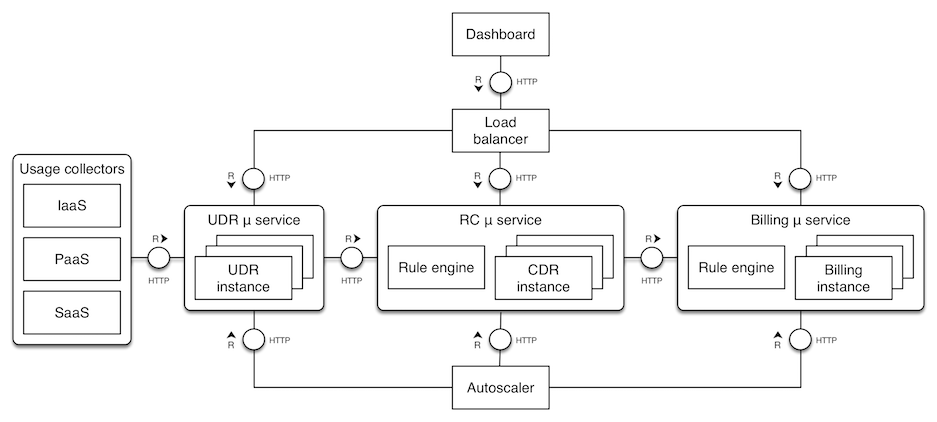 Dashboard
R
HTTP
Load
balancer
R
HTTP
R
HTTP
R
HTTP
Usage collectors
IaaS
PaaS
SaaS
R
HTTP
UDR μ service
UDR
instance
R
HTTP
RC μ service
Rule engine
CDR
instance
R
HTTP
Billing μ service
Rule engine
Billing
instance
R
HTTP
R
HTTP
R
HTTP
Autoscaler